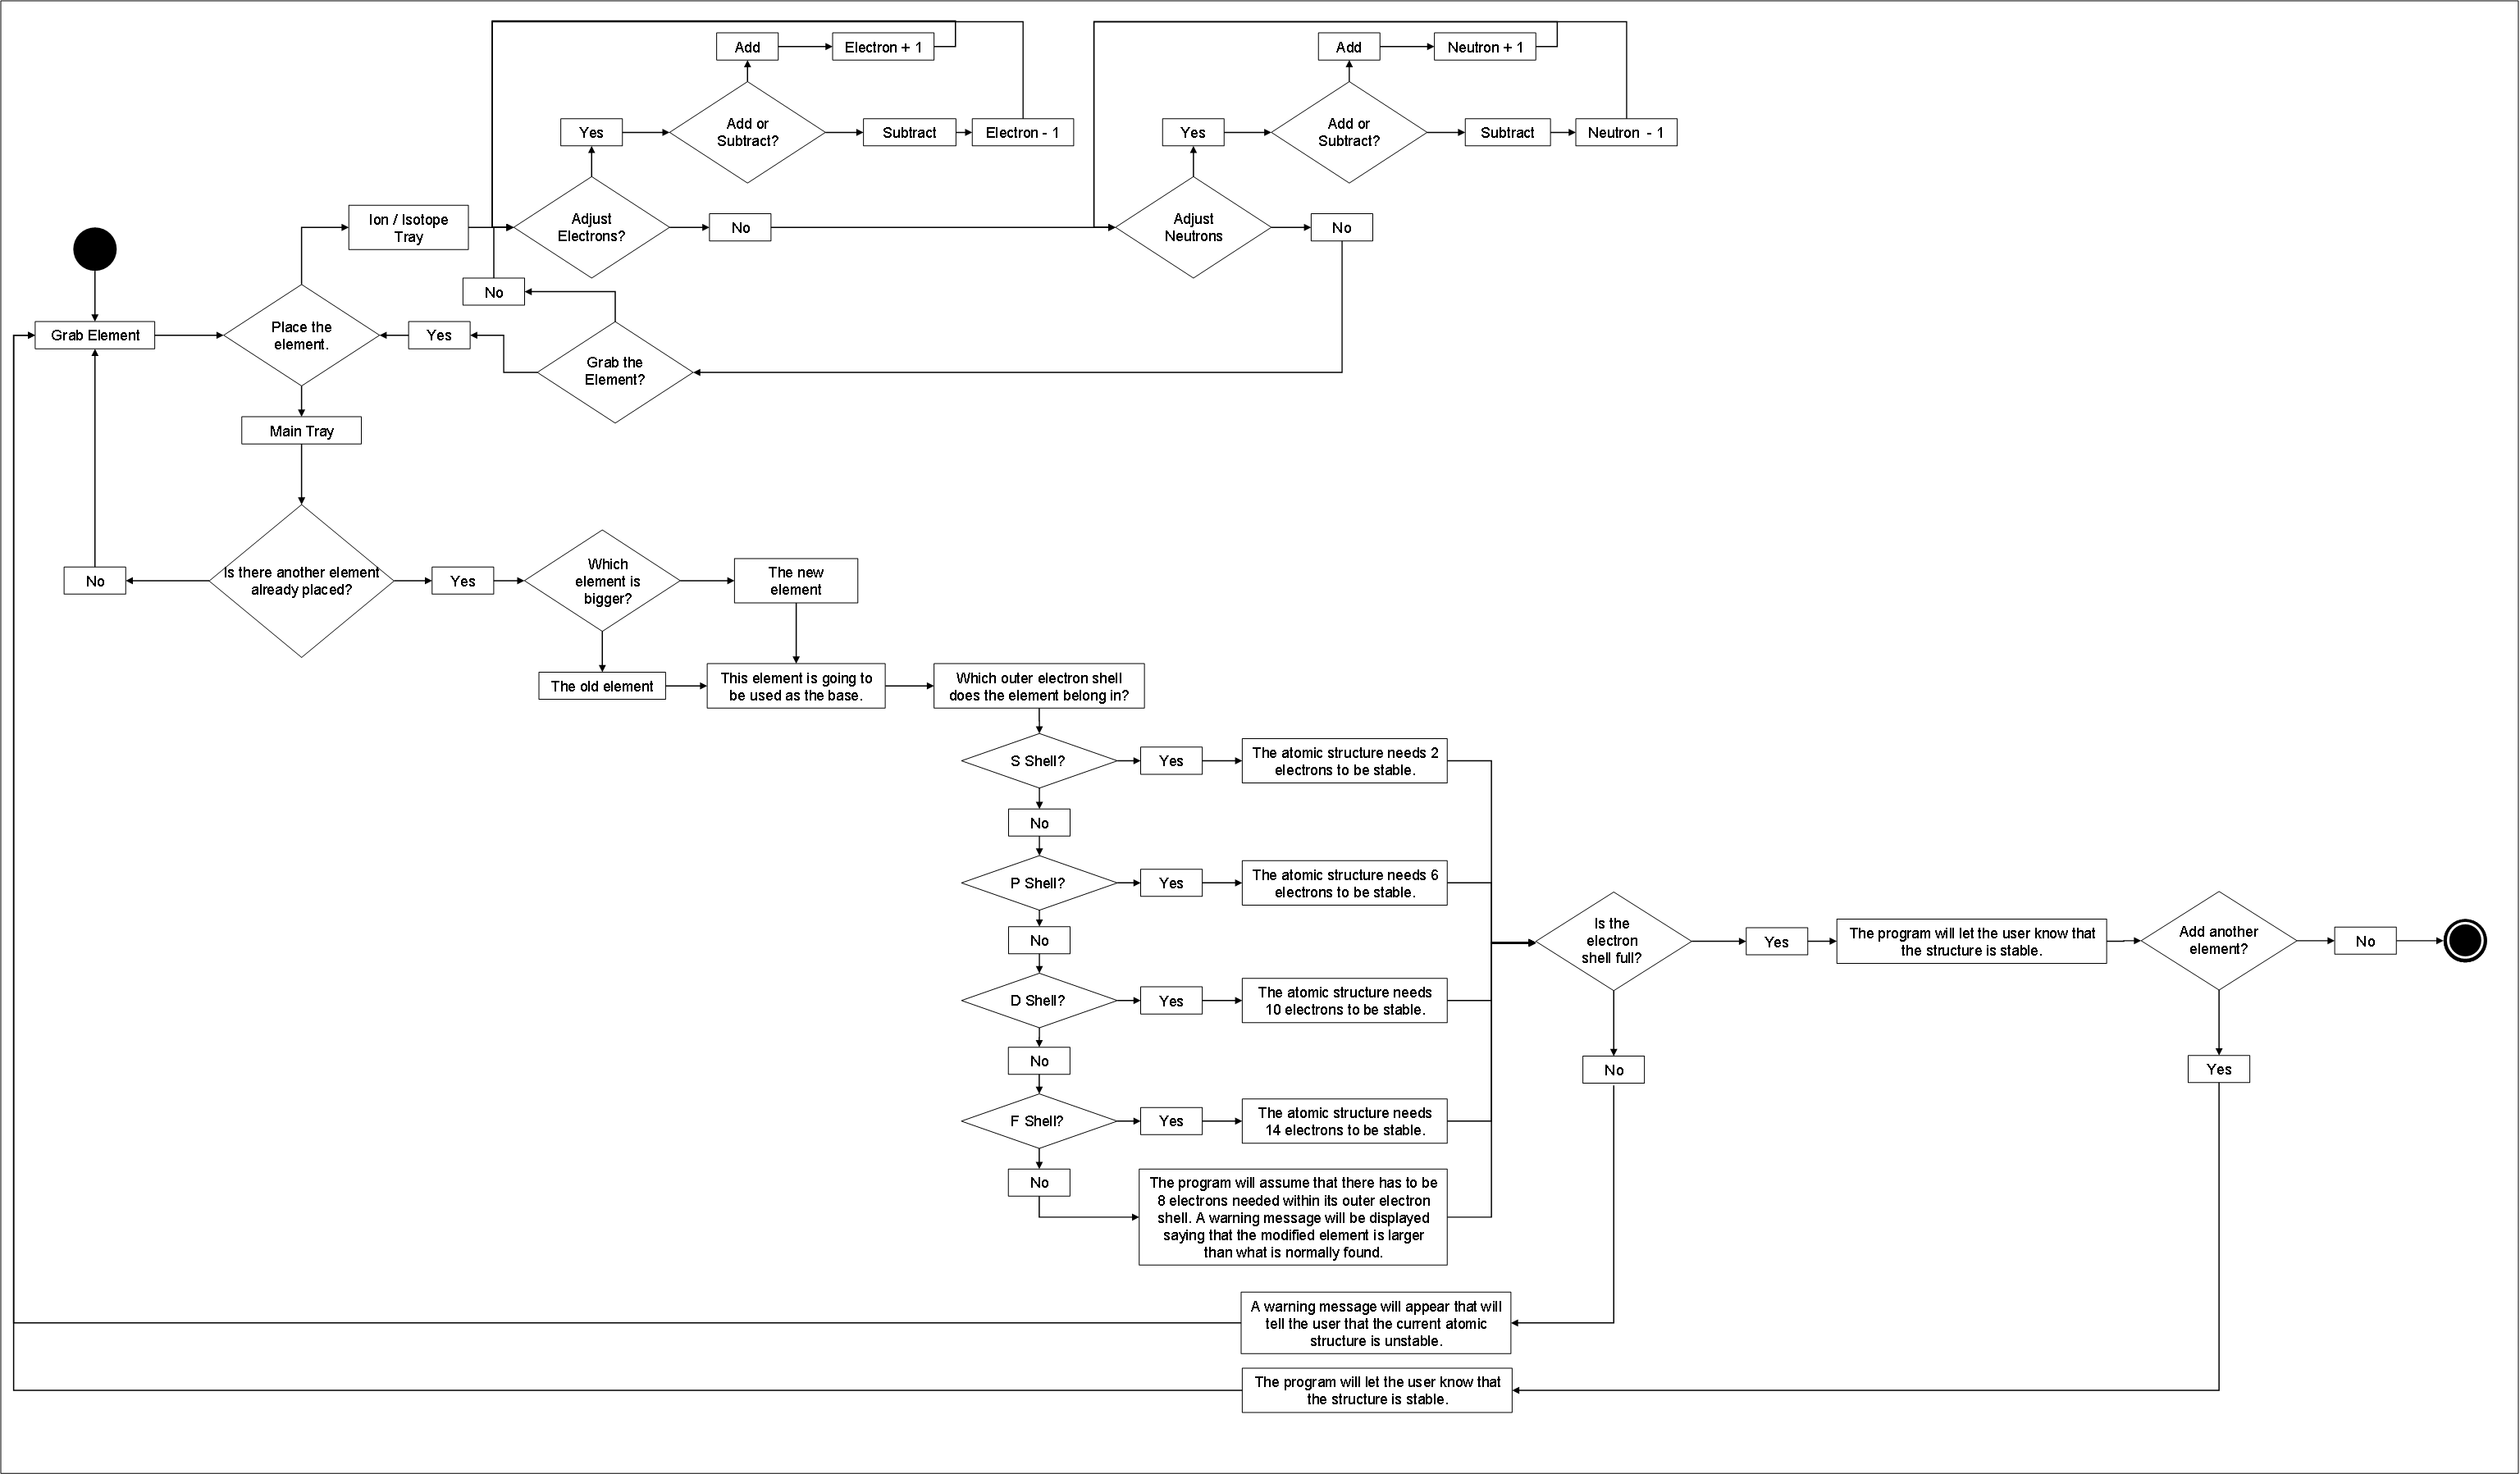 Add
Electron + 1
Add
Neutron + 1
Yes
Add or
Subtract?
Subtract
Electron - 1
Yes
Add or
Subtract?
Subtract
Neutron - 1
Ion / Isotope
Tray
Adjust
Electrons?
No
Adjust
Neutrons
No
No
Grab Element
Place the
element.
Yes
Grab the
Element?
Main Tray
No
Is there another element
already placed?
Yes
Which
element is
bigger?
The new
element
The old element
This element is going to
be used as the base.
Which outer electron shell
does the element belong in?
S Shell?
Yes
The atomic structure needs 2
electrons to be stable.
No
P Shell?
Yes
The atomic structure needs 6
electrons to be stable.
No
D Shell?
Yes
The atomic structure needs
10 electrons to be stable.
No
F Shell?
Yes
The atomic structure needs
14 electrons to be stable.
No
The program will assume that there has to be
8 electrons needed within its outer electron
shell. A warning message will be displayed
saying that the modified element is larger
than what is normally found.
Is the
electron
shell full?
Yes
The program will let the user know that
the structure is stable.
Add another
element?
No
No
Yes
A warning message will appear that will
tell the user that the current atomic
structure is unstable.
The program will let the user know that
the structure is stable.